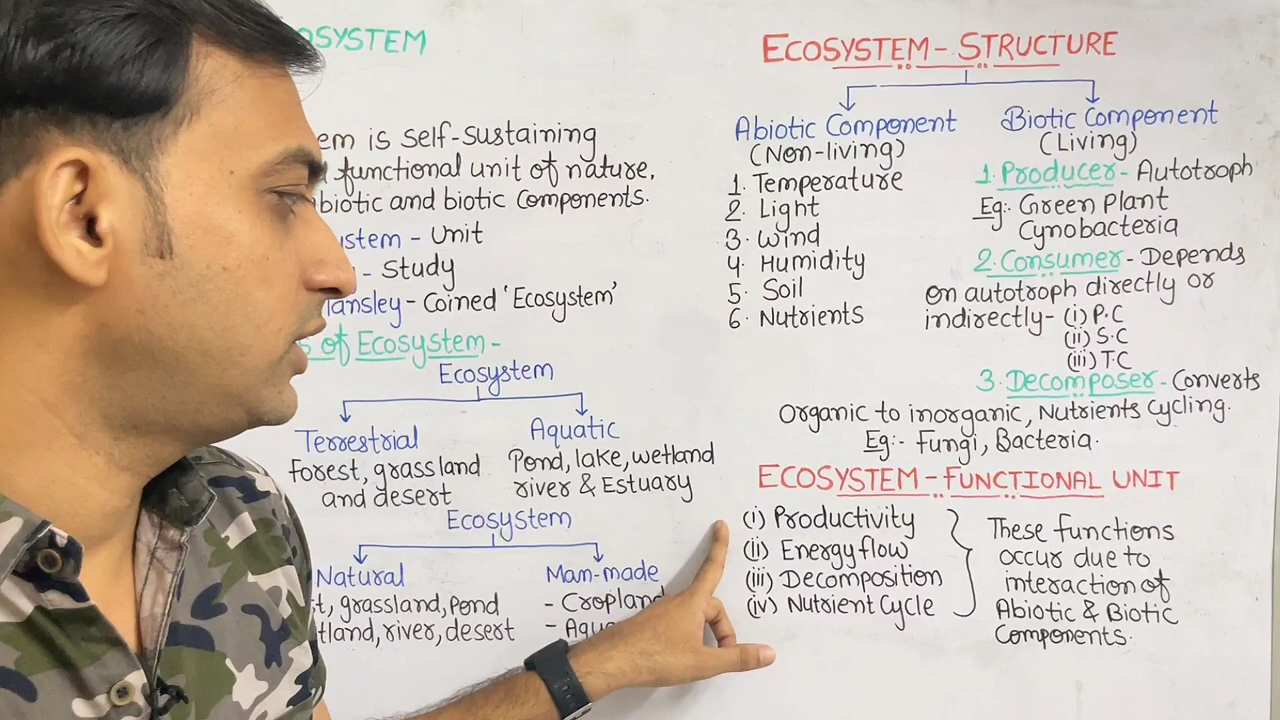 OSYSTEM
em is self-sustaining
functional unit of nature,
biotic and biotic components.
ystem - Unit
- Study
Tansley - Coined 'Ecosystem'
s of Ecosystem -
Ecosystem
Terrestrial
Forest, grassland
and desert
Aquatic
Pond, lake, wetland
river & Estuary
Ecosystem
Natural
t, grassland, pond
tland, river, desert
Man-made
- Cropland
- Aqua
ECOSYSTEM - STRUCTURE
Abiotic Component
(Non-living)
1. Temperature
2. Light
3. Wind
4. Humidity
5. Soil
6. Nutrients
Biotic Component
(Living)
1. Producer - Autotroph
Eg:- Green Plant
Cynobacteria
2. Consumer - Depends
on autotroph directly or
indirectly - (i) P.C
(ii) S.C
(iii) T.C
3. Decomposer - Converts
Organic to inorganic, Nutrients Cycling.
Eg:- Fungi, Bacteria.
ECOSYSTEM - FUNCTIONAL UNIT
(i) Productivity
(ii) Energy flow
(iii) Decomposition
(iv) Nutrient Cycle
These functions
occur due to
interaction of
Abiotic & Biotic
Components.